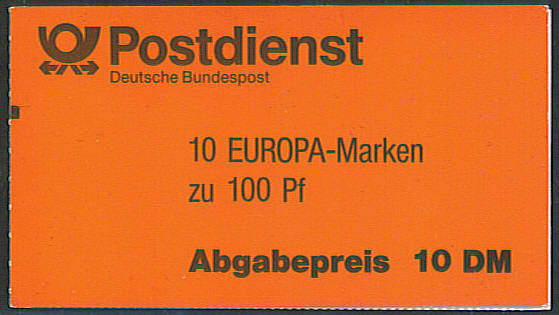 Postdienst
Deutsche Bundespost
10 EUROPA-Marken
zu 100 Pf
Abgabepreis 10 DM